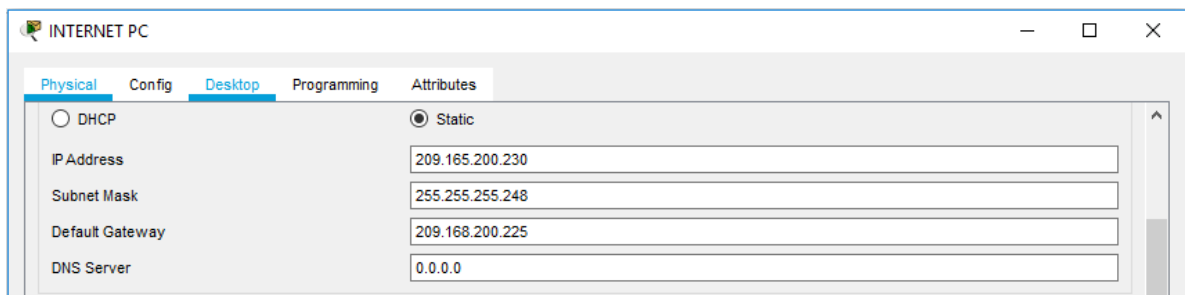 INTERNET PC
Physical Config Desktop Programming Attributes
DHCP Static
IP Address 209.165.200.230
Subnet Mask 255.255.255.248
Default Gateway 209.168.200.225
DNS Server 0.0.0.0